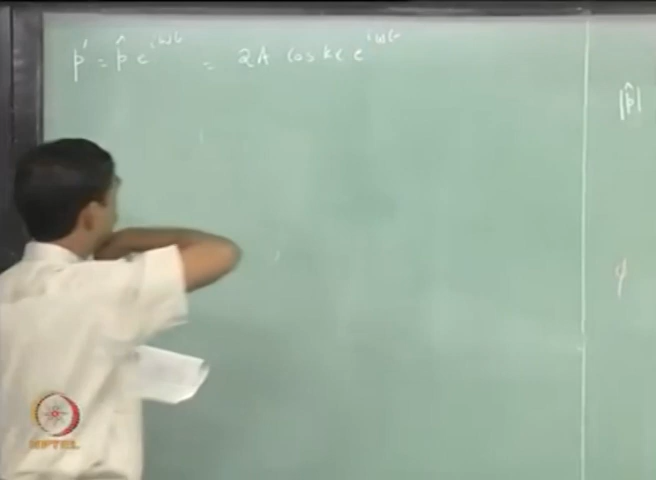 p' = p̂ e^{iωt} = 2A cos kx e^{iωt}
|p̂|
φ
NPTEL